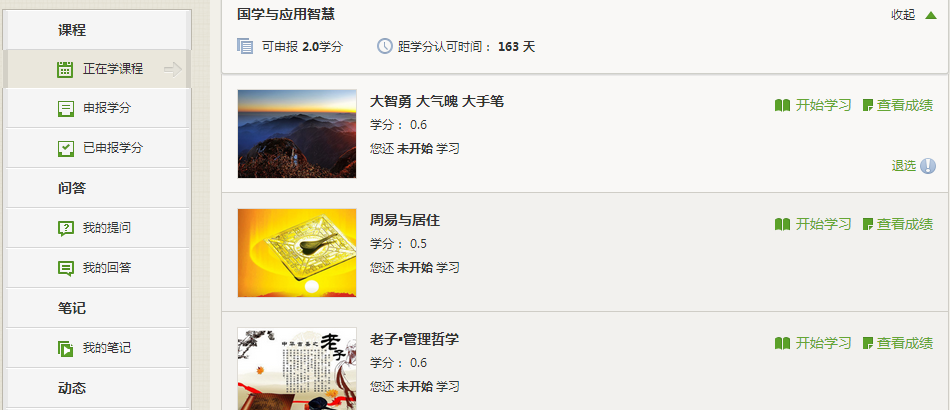 课程
正在学课程
申报学分
已申报学分
问答
我的提问
我的回答
笔记
我的笔记
动态
国学与应用智慧
收起
可申报 2.0学分
距学分认可时间： 163 天
大智勇 大气魄 大手笔
开始学习 查看成绩
学分： 0.6
您还 未开始 学习
退选
周易与居住
开始学习 查看成绩
学分： 0.5
您还 未开始 学习
老子·管理哲学
开始学习 查看成绩
学分： 0.6
您还 未开始 学习
老子